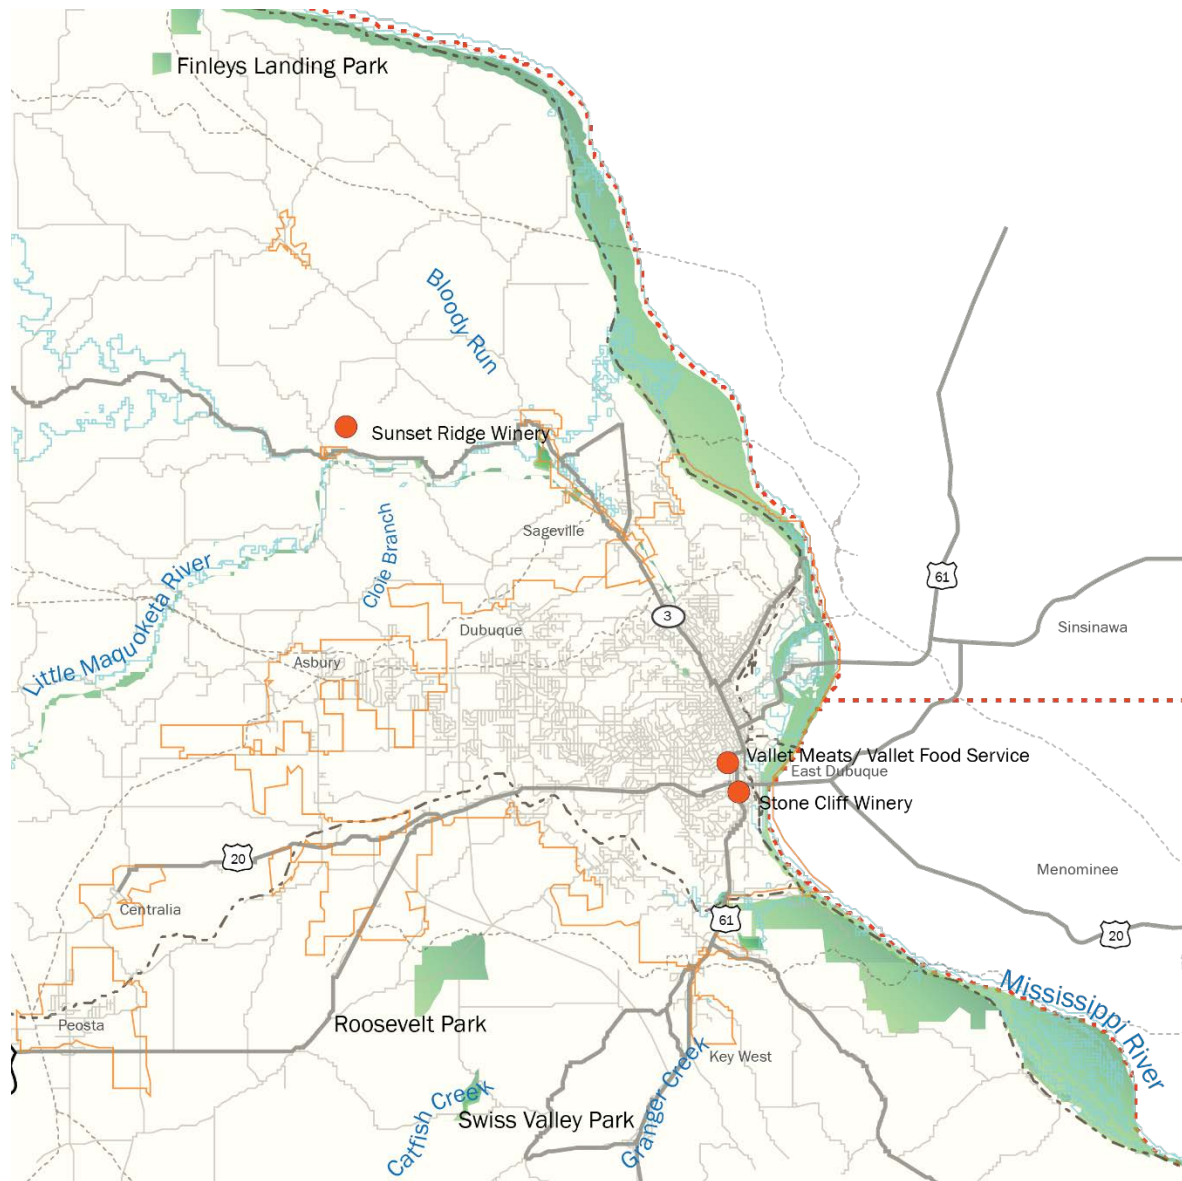 Finleys Landing Park
Bloody Run
Sunset Ridge Winery
Sageville
Cloie Branch
61
Little Maquoketa River
3
Dubuque
Sinsinawa
Asbury
Vallet Meats/ Vallet Food Service
East Dubuque
Stone Cliff Winery
20
Menominee
Centralia
61
20
Mississippi River
Peosta
Roosevelt Park
Key West
Granger Creek
Catfish Creek
Swiss Valley Park